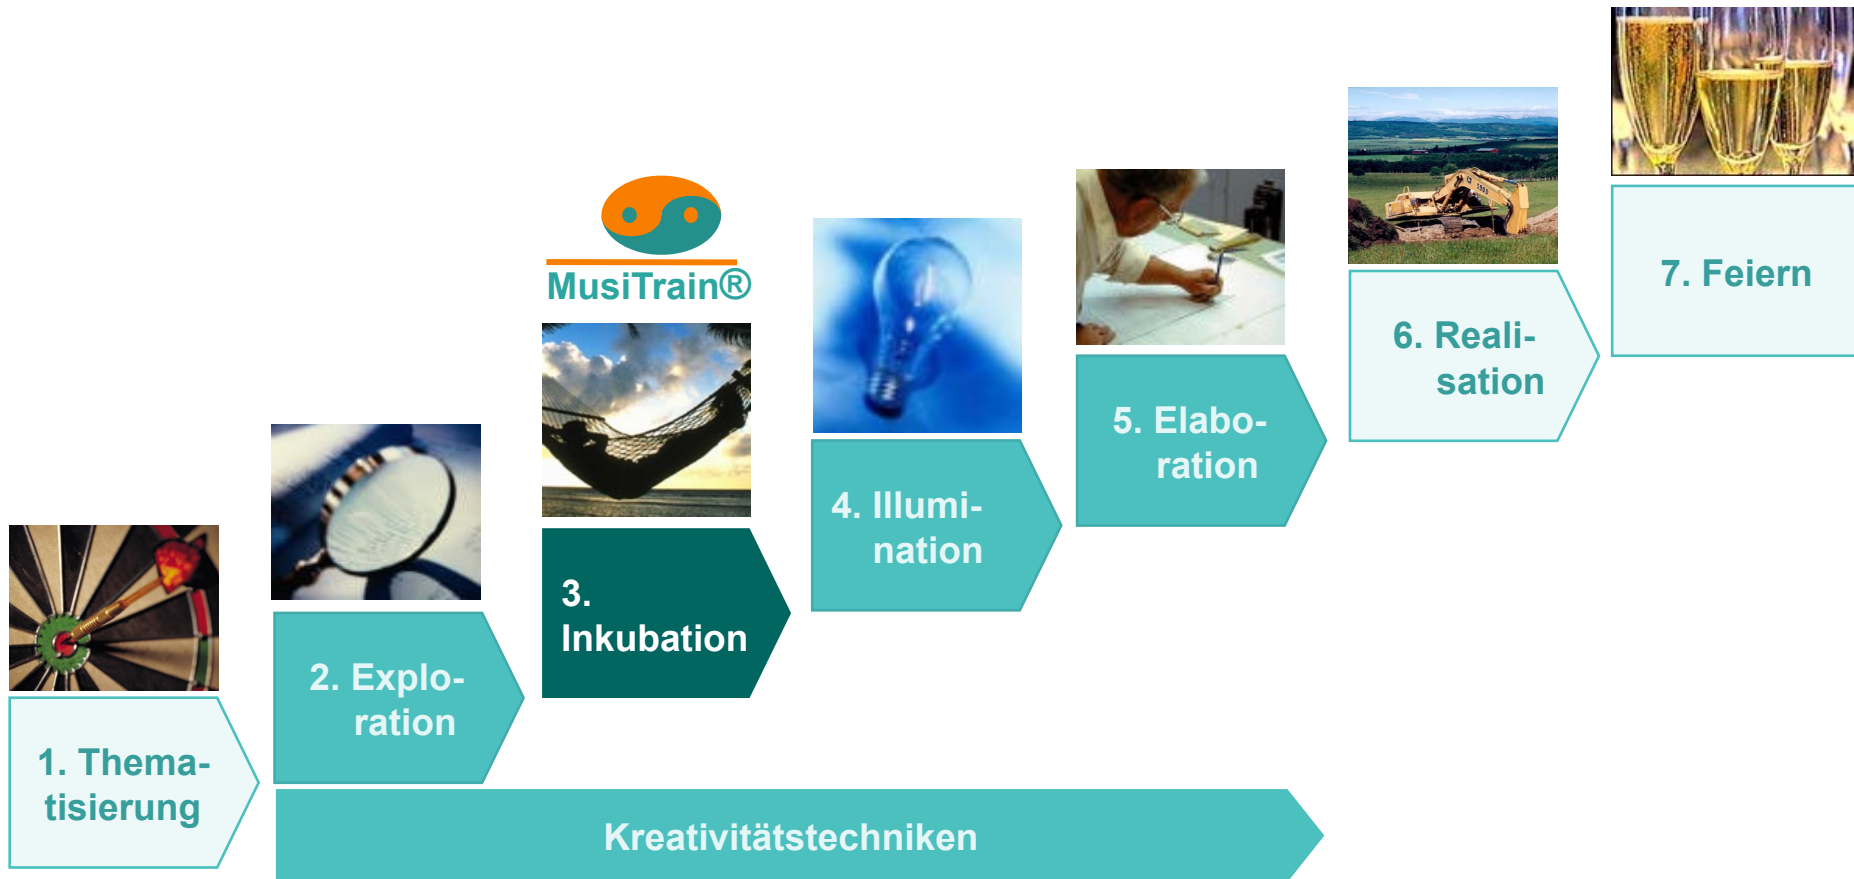 1. Thema-
tisierung
2. Explo-
ration
MusiTrain®
3.
Inkubation
4. Illumi-
nation
5. Elabo-
ration
6. Reali-
sation
7. Feiern
Kreativitätstechniken